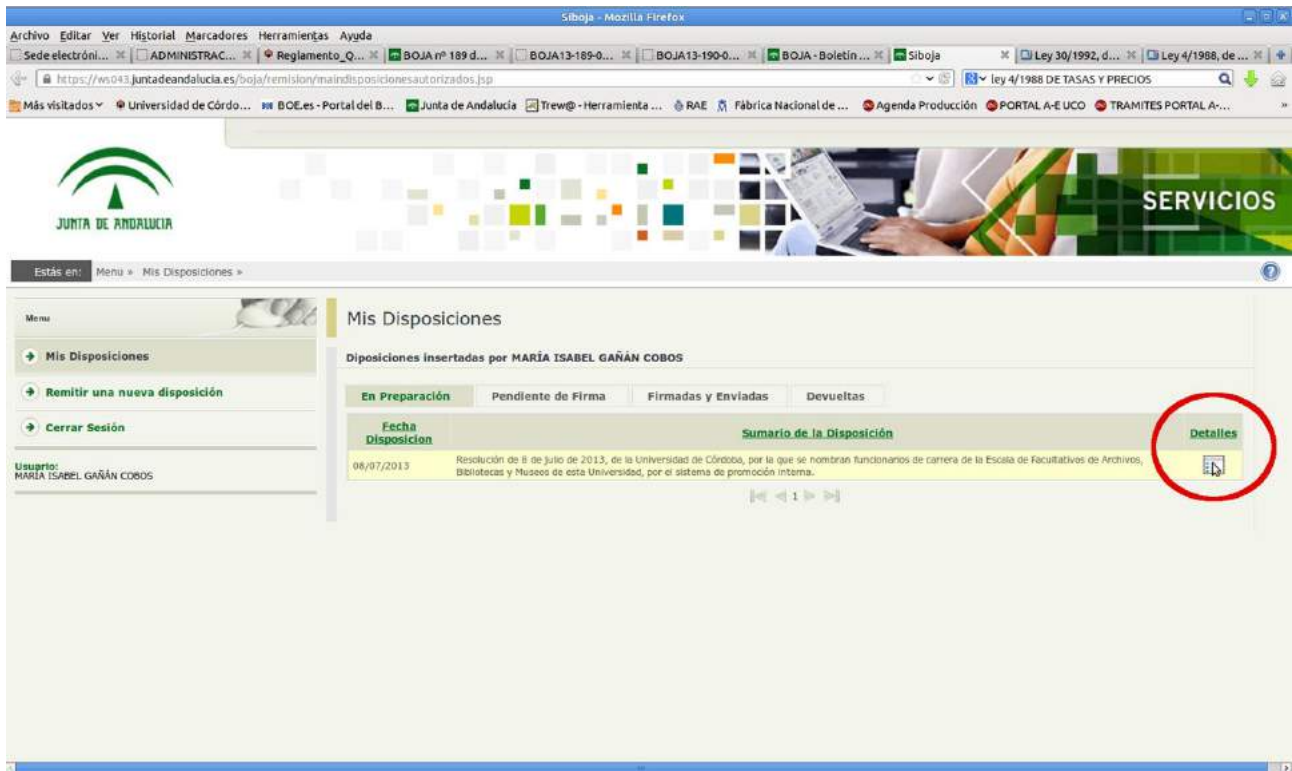 Siboja - Mozilla Firefox
Archivo Editar Ver Historial Marcadores Herramientas Ayuda
Sede electróni... ADMINISTRAC... Reglamento_Q... BOJA nº 189 d... BOJA13-189-0... BOJA13-190-0... BOJA - Boletín ... Siboja Ley 30/1992, d... Ley 4/1988, de ...
https://ws043.juntadeandalucia.es/boja/remision/maindisposicionesautorizados.jsp ley 4/1988 DE TASAS Y PRECIOS
Más visitados Universidad de Córdo... BOE.es - Portal del B... Junta de Andalucía Trew@ - Herramienta ... RAE Fábrica Nacional de ... Agenda Producción PORTAL A-E UCO TRAMITES PORTAL A-... »
JUNTA DE ANDALUCIA
SERVICIOS
Estás en: Menu » Mis Disposiciones »
Menu
Mis Disposiciones
Remitir una nueva disposición
Cerrar Sesión
Usuario:
MARÍA ISABEL GAÑÁN COBOS
Mis Disposiciones
Diposiciones insertadas por MARÍA ISABEL GAÑÁN COBOS
En Preparación Pendiente de Firma Firmadas y Enviadas Devueltas
Fecha Disposicion Sumario de la Disposición Detalles
08/07/2013 Resolución de 8 de julio de 2013, de la Universidad de Córdoba, por la que se nombran funcionarios de carrera de la Escala de Facultativos de Archivos,
Bibliotecas y Museos de esta Universidad, por el sistema de promoción interna.
1